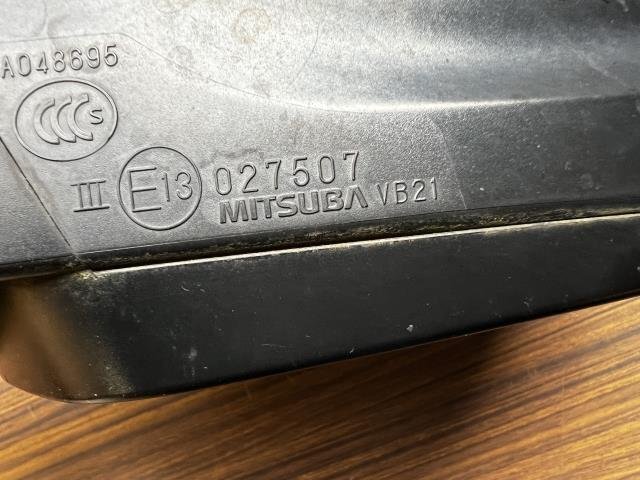 A048695
CCC S
III E13 027507
MITSUBA VB21